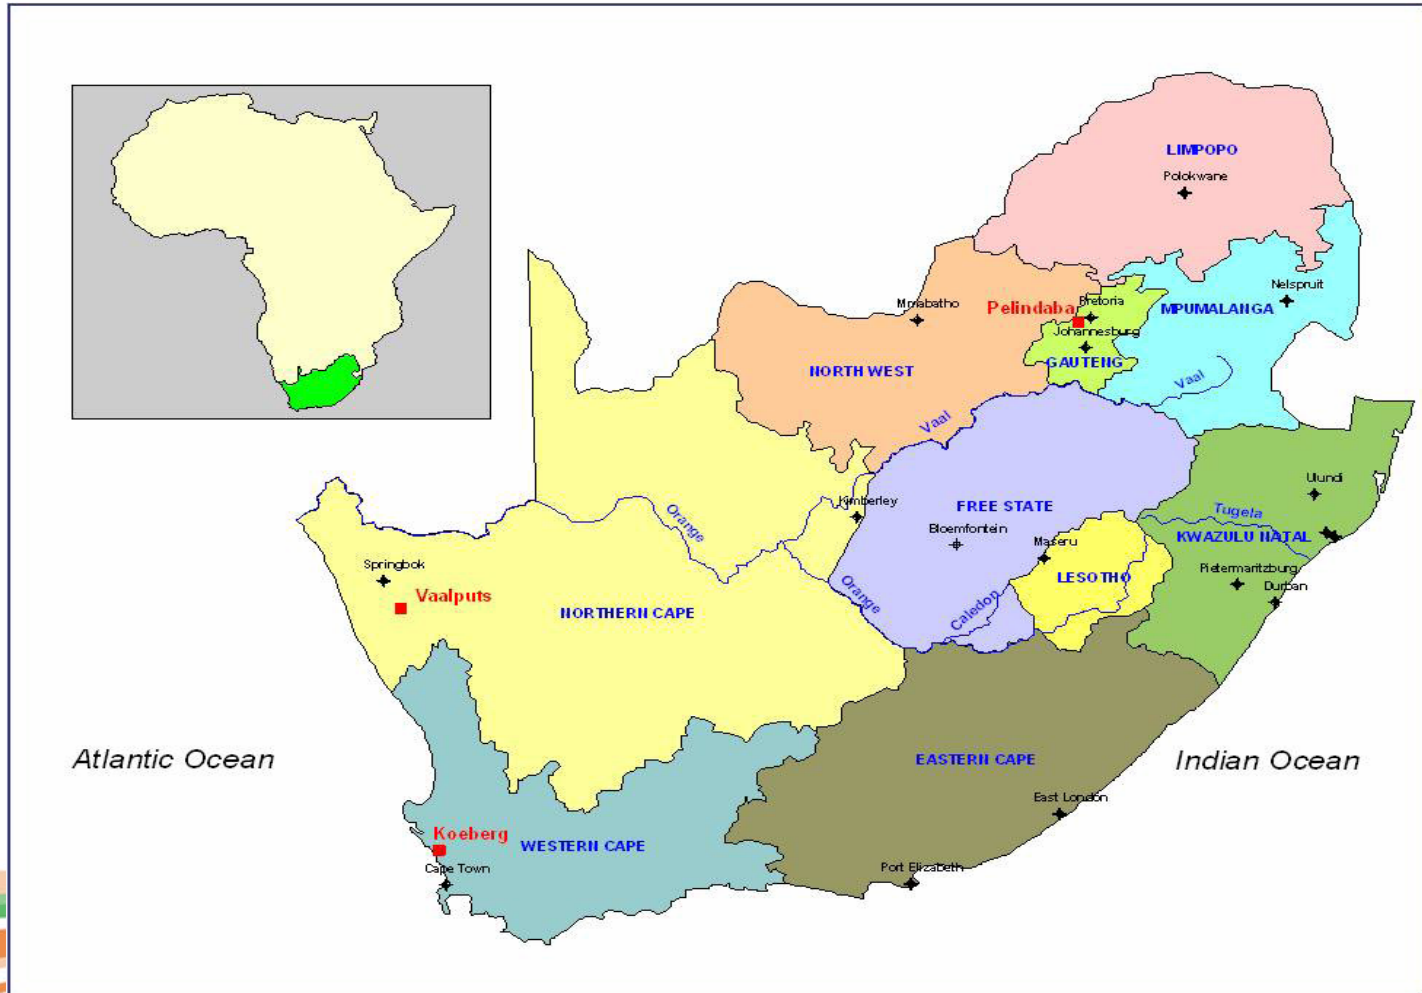 LIMPOPO
Polokwane
Nelspruit
Mmabatho
Pelindaba
Pretoria
MPUMALANGA
Johannesburg
GAUTENG
NORTH WEST
Vaal
Vaal
Ulundi
Kimberley
Orange
FREE STATE
Tugela
Bloemfontein
Maseru
KWAZULU NATAL
Springbok
Vaalputs
LESOTHO
Pietermaritzburg
Durban
Orange
Caledon
NORTHERN CAPE
Atlantic Ocean
EASTERN CAPE
Indian Ocean
East London
Koeberg
WESTERN CAPE
Cape Town
Port Elizabeth